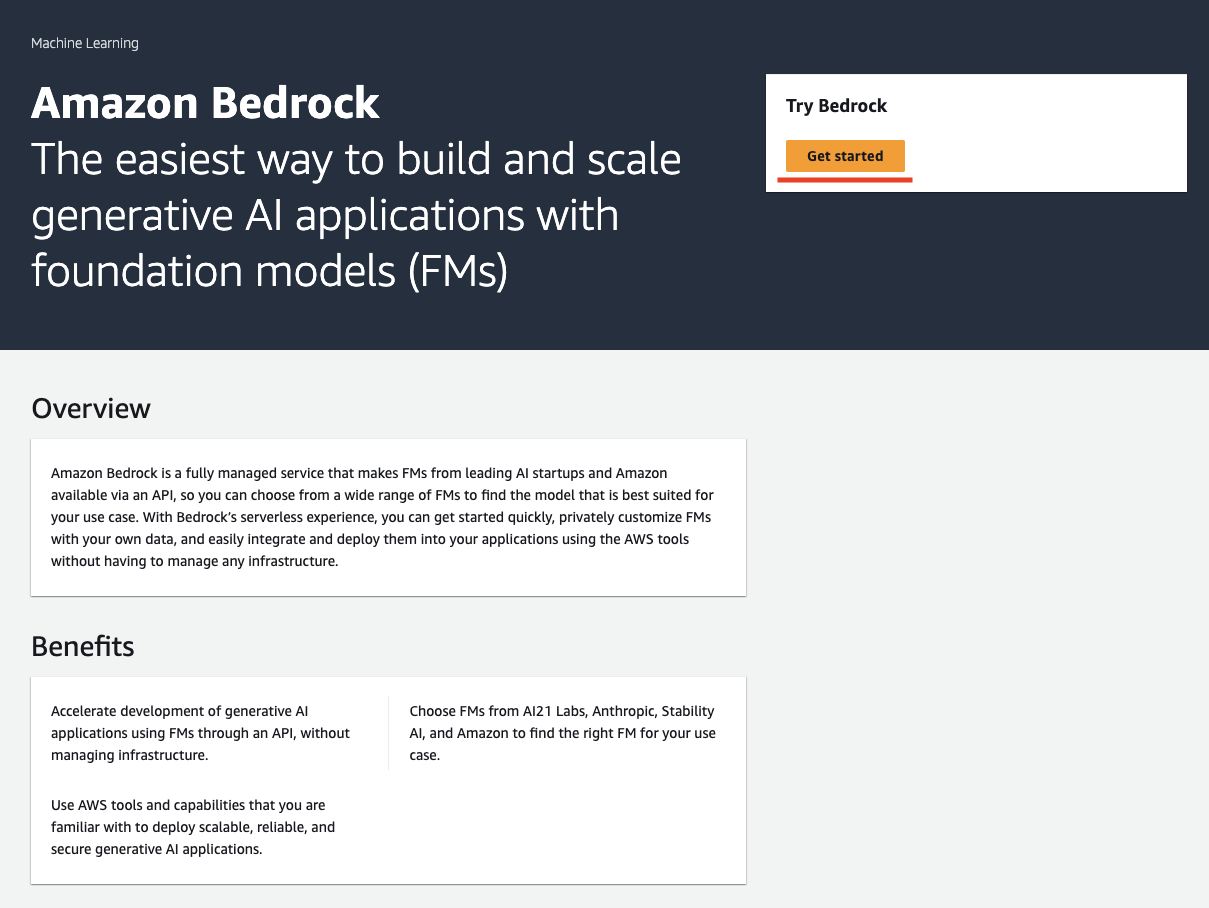 Machine Learning
Amazon Bedrock
The easiest way to build and scale
generative AI applications with
foundation models (FMs)
Try Bedrock
Get started
Overview
Amazon Bedrock is a fully managed service that makes FMs from leading AI startups and Amazon
available via an API, so you can choose from a wide range of FMs to find the model that is best suited for
your use case. With Bedrock’s serverless experience, you can get started quickly, privately customize FMs
with your own data, and easily integrate and deploy them into your applications using the AWS tools
without having to manage any infrastructure.
Benefits
Accelerate development of generative AI
applications using FMs through an API, without
managing infrastructure.
Choose FMs from AI21 Labs, Anthropic, Stability
AI, and Amazon to find the right FM for your use
case.
Use AWS tools and capabilities that you are
familiar with to deploy scalable, reliable, and
secure generative AI applications.